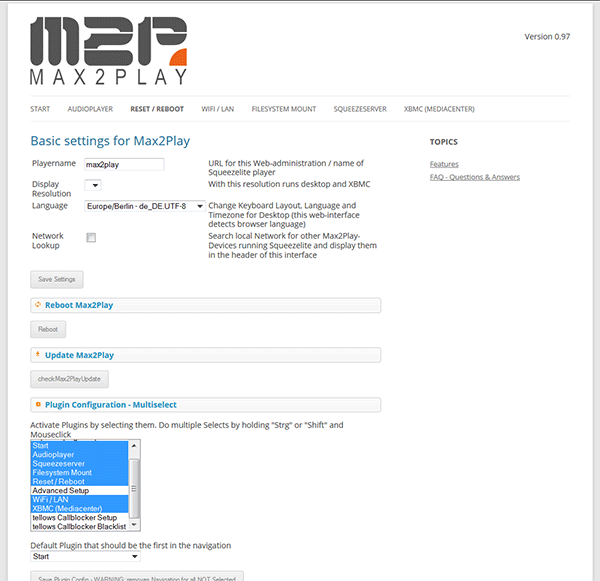 M2P
MAX2PLAY
Version 0.97
START AUDIOPLAYER RESET / REBOOT WIFI / LAN FILESYSTEM MOUNT SQUEEZESERVER XBMC (MEDIACENTER)
Basic settings for Max2Play
Playername max2play URL for this Web-administration / name of
Squeezelite player
Display With this resolution runs desktop and XBMC
Resolution
Language Europe/Berlin - de_DE.UTF-8 Change Keyboard Layout, Language and
Timezone for Desktop (this web-interface
detects browser language)
Network Search local Network for other Max2Play-
Lookup Devices running Squeezelite and display them
in the header of this interface
Save Settings
Reboot Max2Play
Reboot
Update Max2Play
checkMax2PlayUpdate
Plugin Configuration - Multiselect
Activate Plugins by selecting them. Do multiple Selects by holding "Strg" or "Shift" and
Mouseclick
Start
Audioplayer
Squeezeserver
Filesystem Mount
Reset / Reboot
Advanced Setup
WiFi / LAN
XBMC (Mediacenter)
tellows Callblocker Setup
tellows Callblocker Blacklist
Default Plugin that should be the first in the navigation
Start
Save Plugin Config - WARNING: removes Navigation for all NOT Selected
TOPICS
Features
FAQ - Questions & Answers